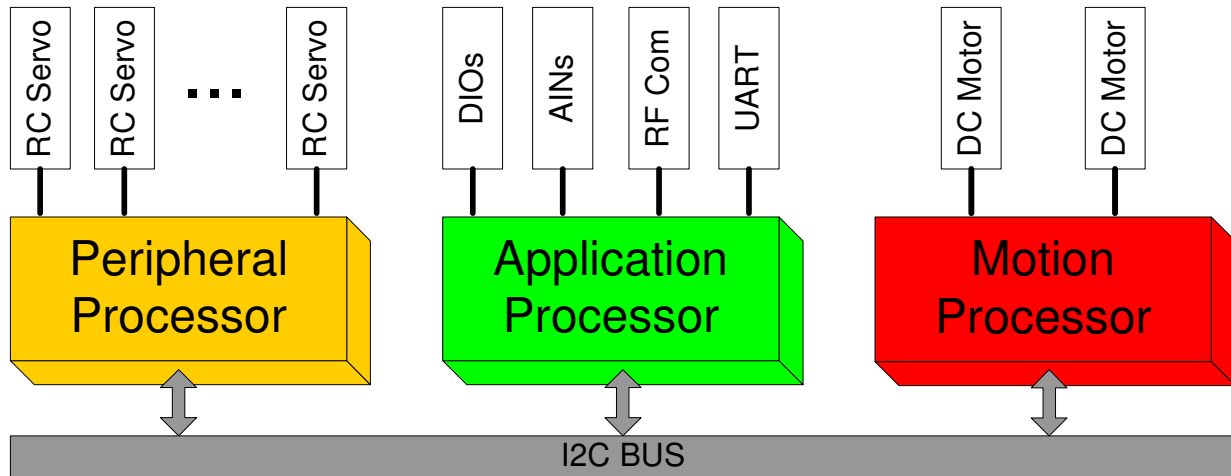 RC Servo
RC Servo
...
RC Servo
DIOs
AINs
RF Com
UART
DC Motor
DC Motor
Peripheral
Processor
Application
Processor
Motion
Processor
I2C BUS